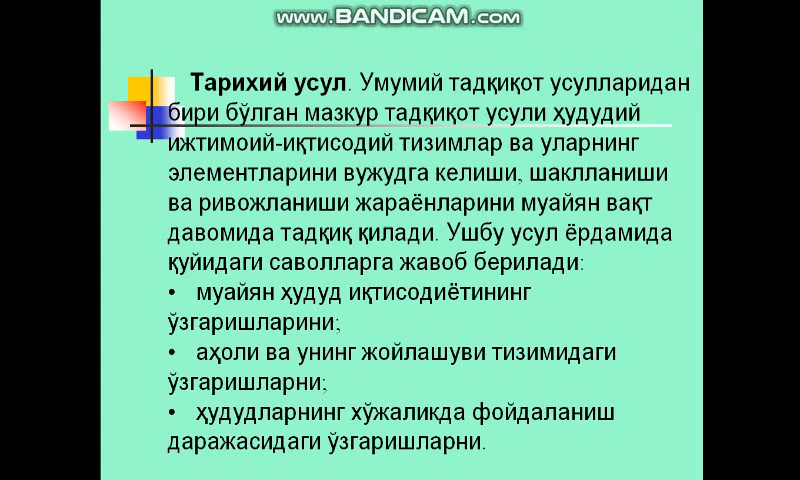 www.BANDICAM.com
Тарихий усул. Умумий тадқиқот усулларидан
бири бўлган мазкур тадқиқот усули ҳудудий
ижтимоий-иқтисодий тизимлар ва уларнинг
элементларини вужудга келиши, шаклланиши
ва ривожланиши жараёнларини муайян вақт
давомида тадқиқ қилади. Ушбу усул ёрдамида
қуйидаги саволларга жавоб берилади:
• муайян ҳудуд иқтисодиётининг
ўзгаришларини;
• аҳоли ва унинг жойлашуви тизимидаги
ўзгаришларни;
• ҳудудларнинг хўжаликда фойдаланиш
даражасидаги ўзгаришларни.